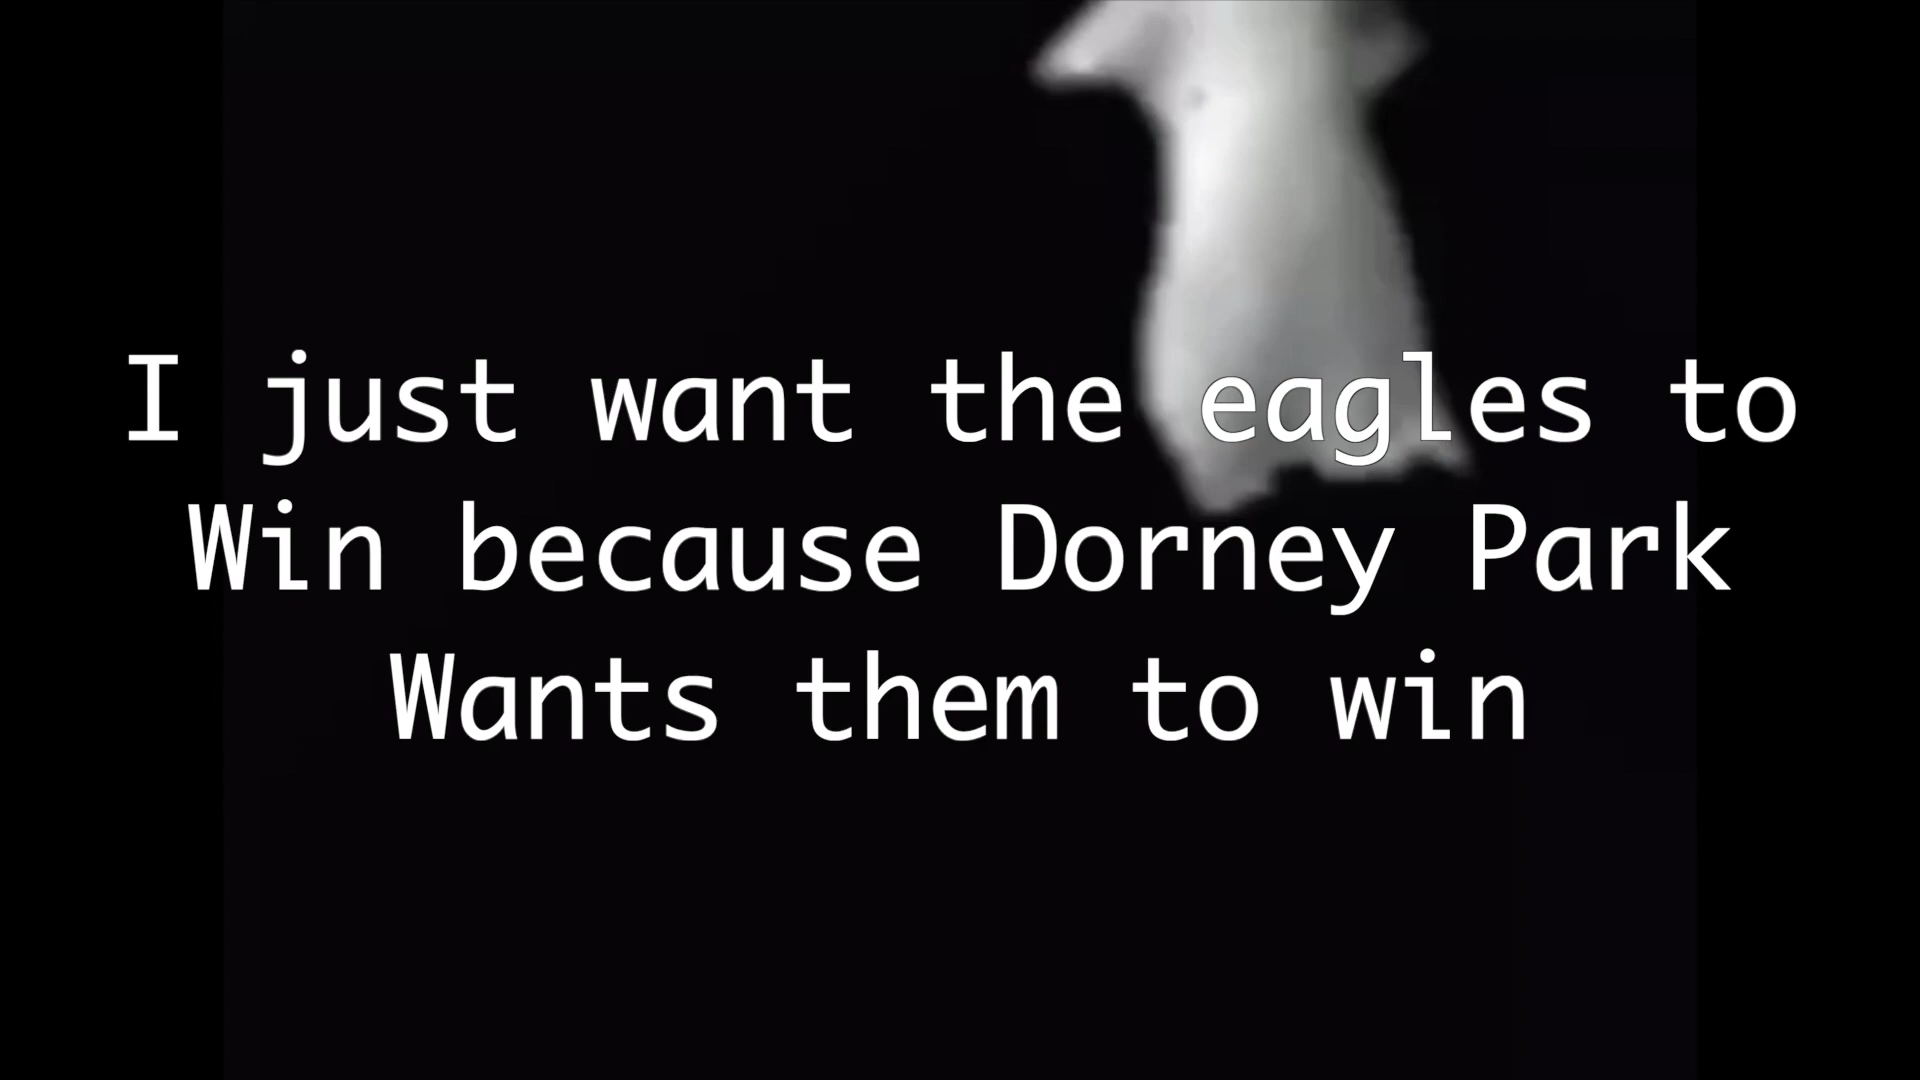 I just want the eagles to
Win because Dorney Park
Wants them to win